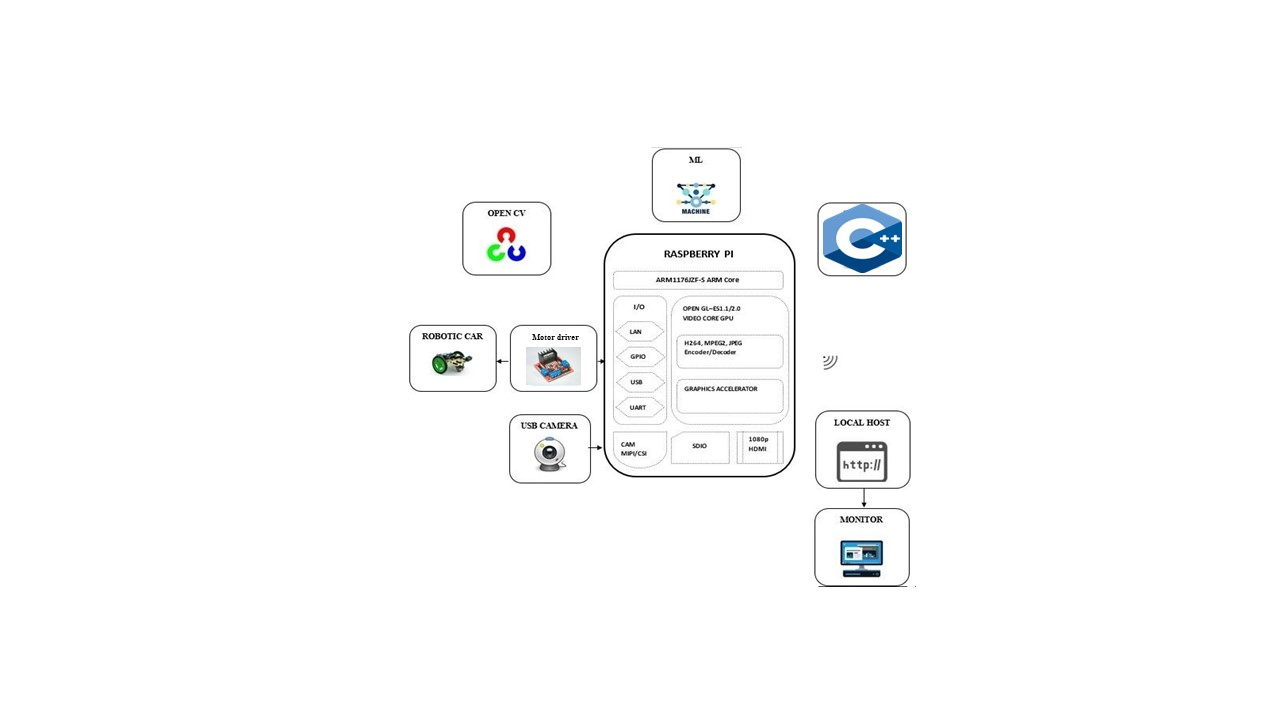 ML
MACHINE
OPEN CV
C
++
RASPBERRY PI
ARM1176JZF-S ARM Core
I/O
LAN
GPIO
USB
UART
OPEN GL–ES1.1/2.0
VIDEO CORE GPU
H264, MPEG2, JPEG
Encoder/Decoder
GRAPHICS ACCELERATOR
CAM
MIPI/CSI
SDIO
1080p
HDMI
ROBOTIC CAR
Motor driver
USB CAMERA
LOCAL HOST
http://
MONITOR